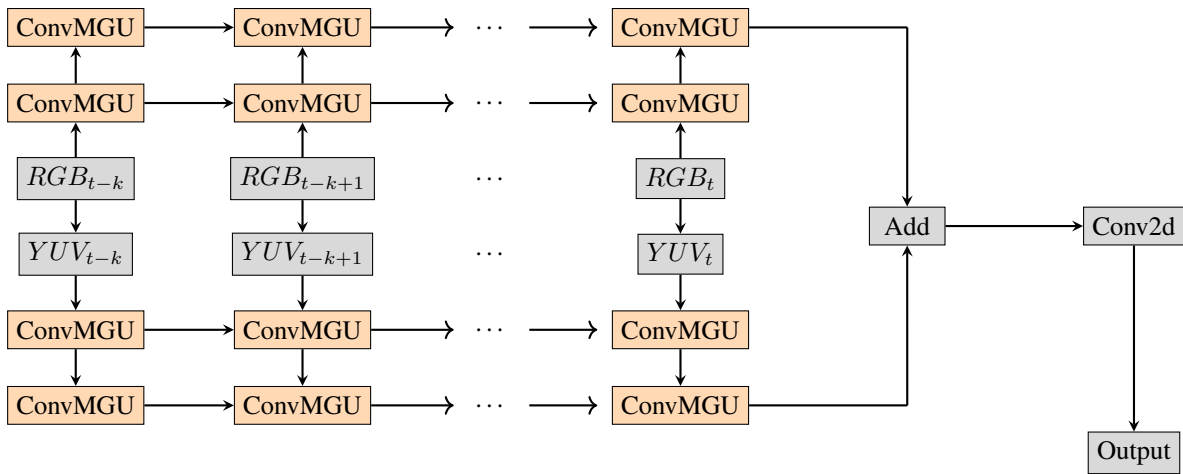 ConvMGU ConvMGU ··· ConvMGU
ConvMGU ConvMGU ··· ConvMGU
RGB_{t−k} RGB_{t−k+1} ··· RGB_t
Add Conv2d
YUV_{t−k} YUV_{t−k+1} ··· YUV_t
ConvMGU ConvMGU ··· ConvMGU
ConvMGU ConvMGU ··· ConvMGU
Output